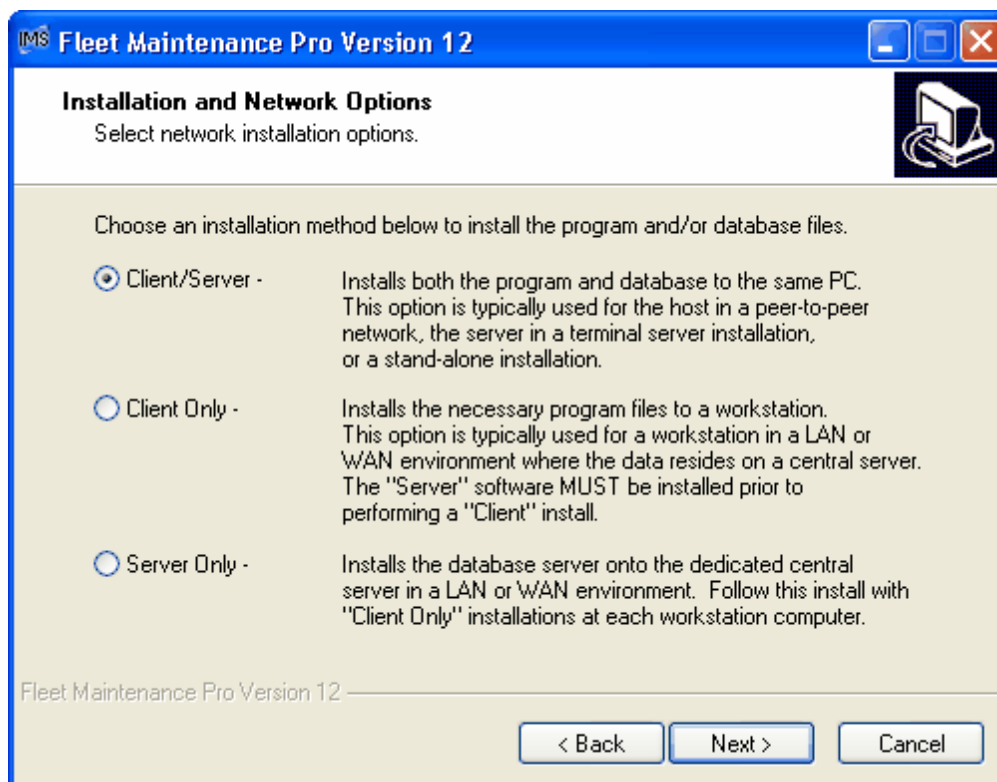 IMS Fleet Maintenance Pro Version 12
Installation and Network Options
Select network installation options.
Choose an installation method below to install the program and/or database files.
Client/Server - Installs both the program and database to the same PC.
This option is typically used for the host in a peer-to-peer
network, the server in a terminal server installation,
or a stand-alone installation.
Client Only - Installs the necessary program files to a workstation.
This option is typically used for a workstation in a LAN or
WAN environment where the data resides on a central server.
The "Server" software MUST be installed prior to
performing a "Client" install.
Server Only - Installs the database server onto the dedicated central
server in a LAN or WAN environment. Follow this install with
"Client Only" installations at each workstation computer.
Fleet Maintenance Pro Version 12
< Back Next > Cancel